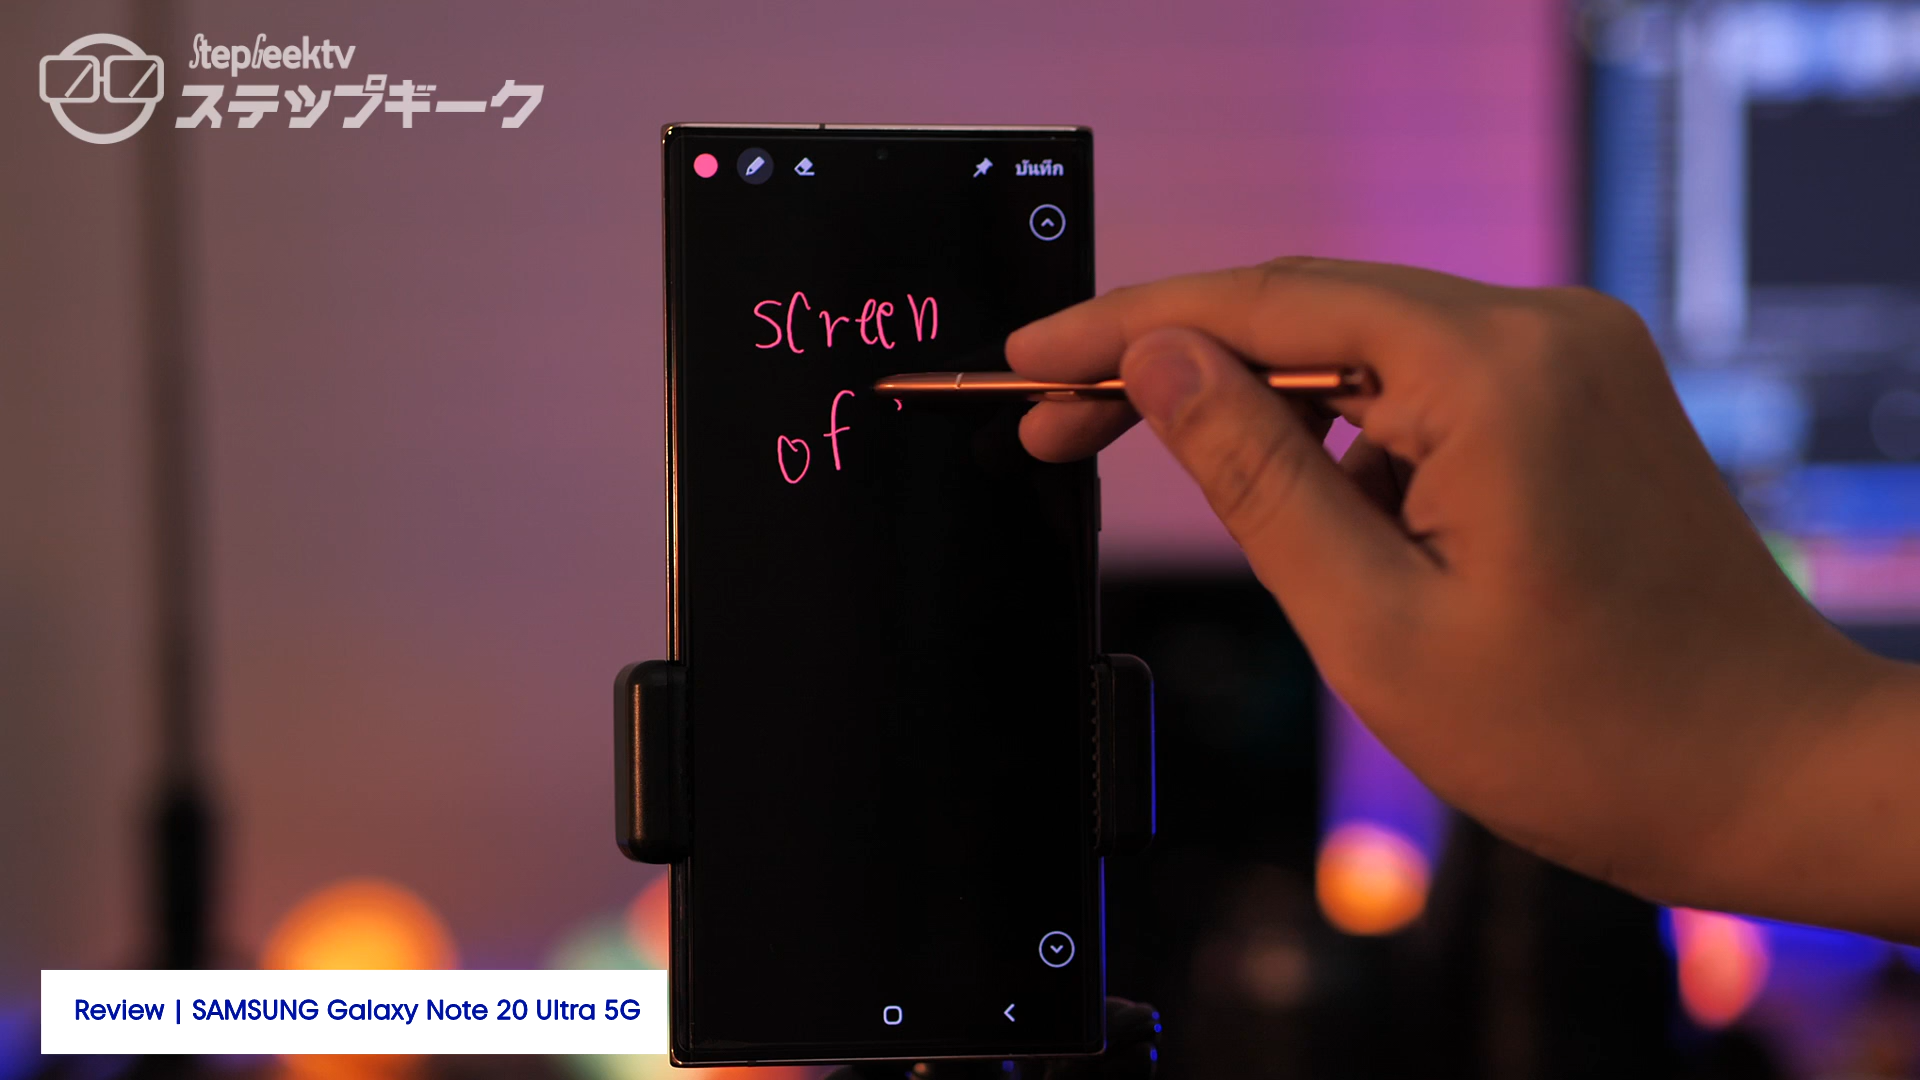 StepGeektv
ステップギーク
บันทึก
screen
of
Review | SAMSUNG Galaxy Note 20 Ultra 5G